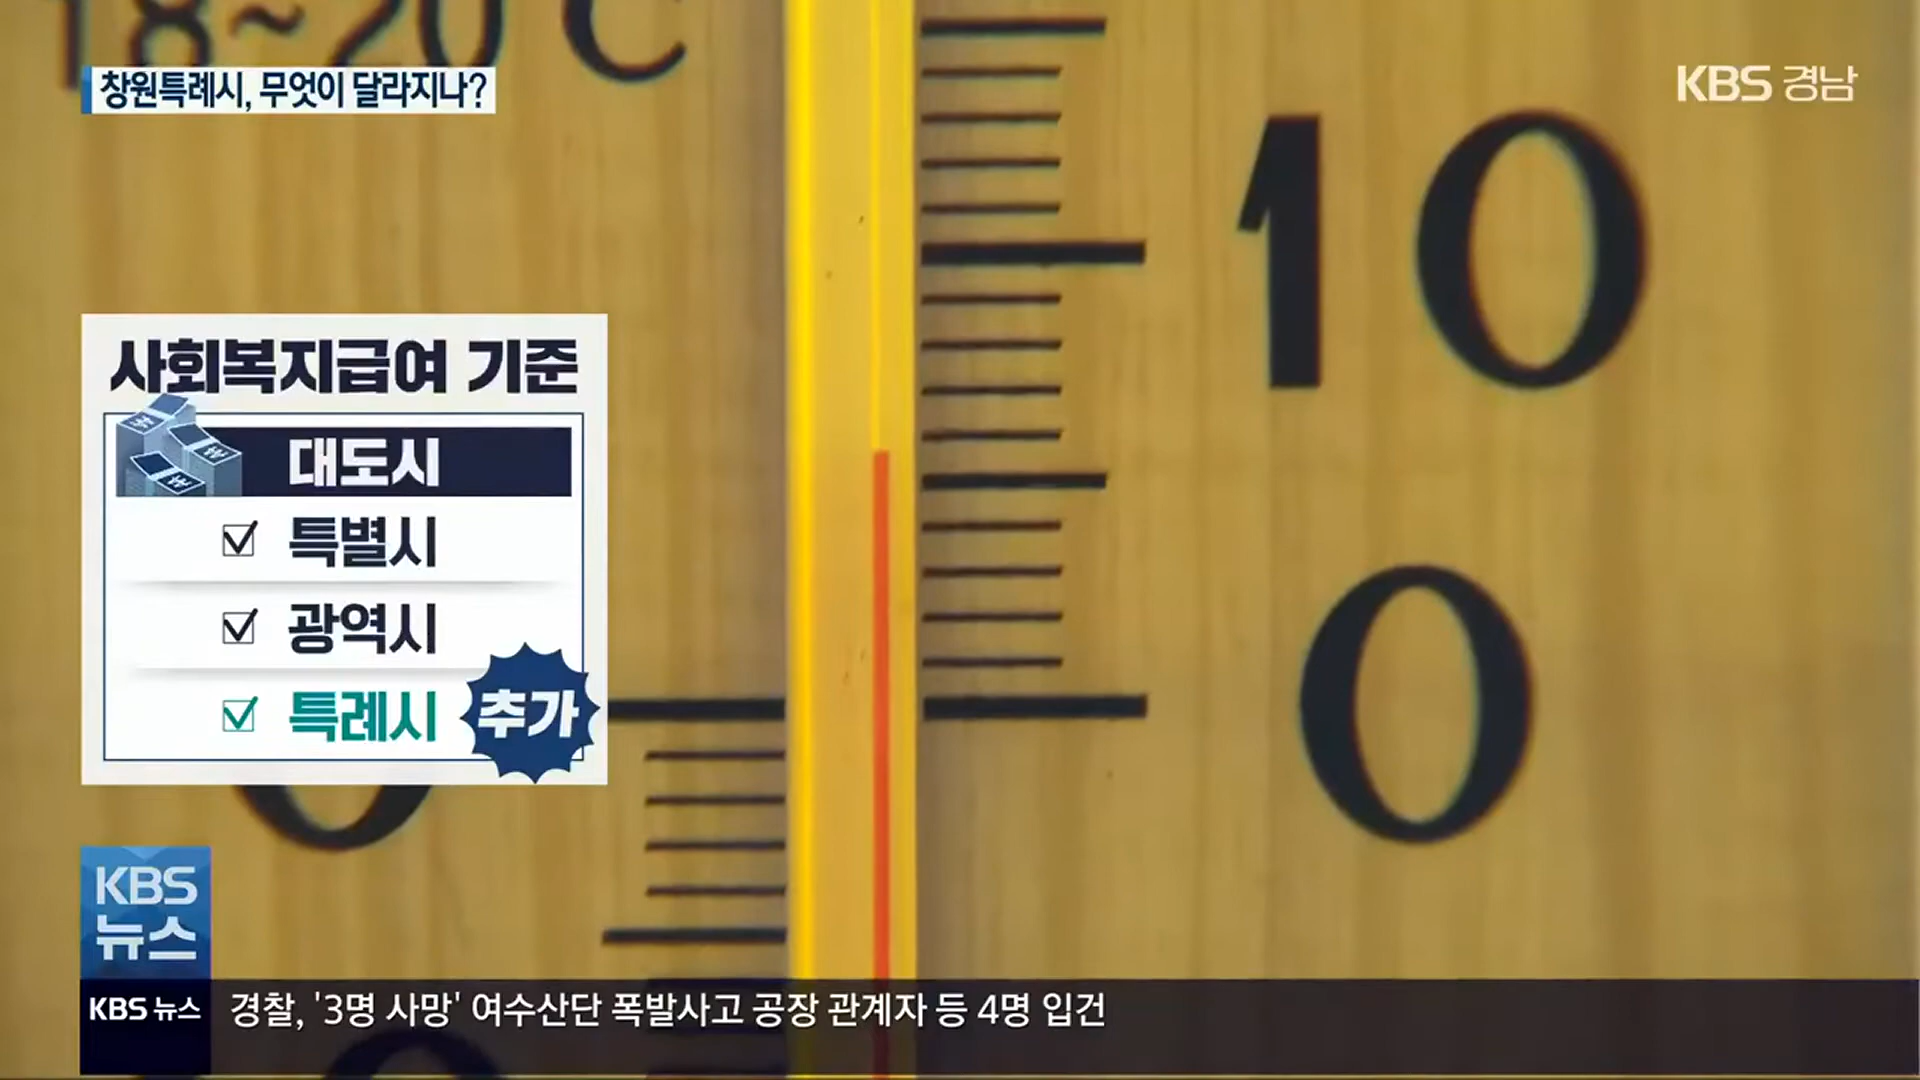 18~20 C
창원특례시, 무엇이 달라지나?
KBS 경남
10
사회복지급여 기준
대도시
특별시
광역시
특례시
추가
0
0
KBS
뉴스
KBS 뉴스
경찰, '3명 사망' 여수산단 폭발사고 공장 관계자 등 4명 입건